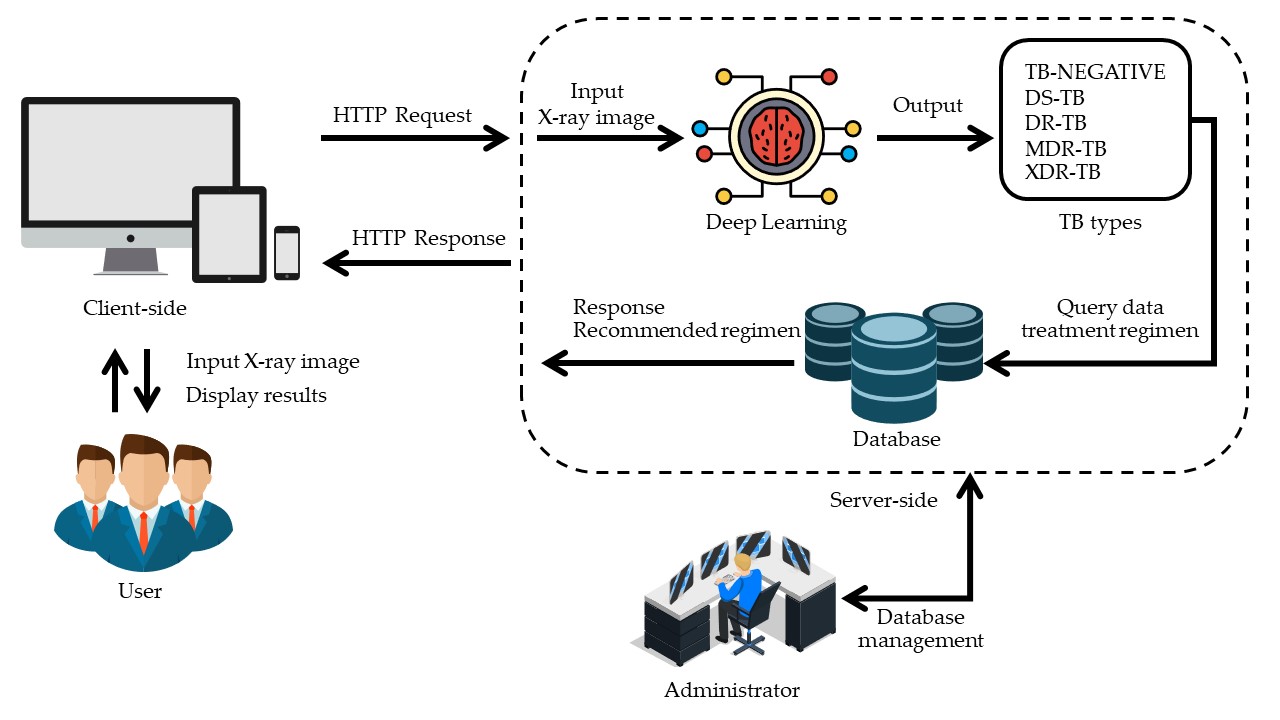 HTTP Request
Input
X-ray image
Output
TB-NEGATIVE
DS-TB
DR-TB
MDR-TB
XDR-TB
Deep Learning
TB types
HTTP Response
Client-side
Response
Recommended regimen
Query data
treatment regimen
Input X-ray image
Display results
Database
Server-side
User
Database
management
Administrator